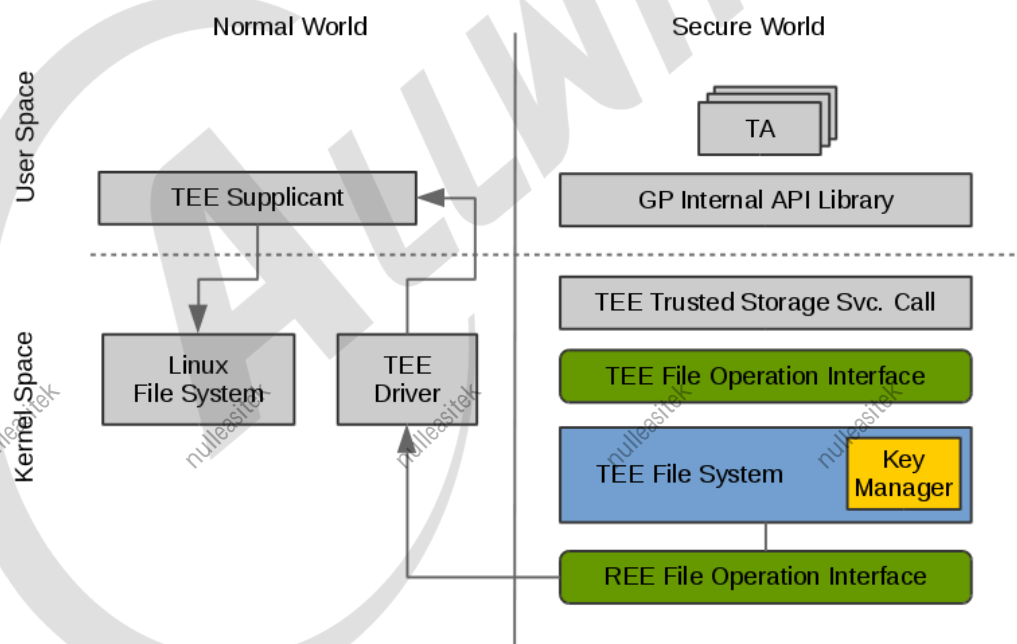 Normal World
Secure World
User Space
TA
TEE Supplicant
GP Internal API Library
TEE Trusted Storage Svc. Call
Kernel Space
Linux
File System
TEE
Driver
TEE File Operation Interface
TEE File System
Key
Manager
REE File Operation Interface
nulleasitek
nulleasitek
nulleasitek
nulleasitek